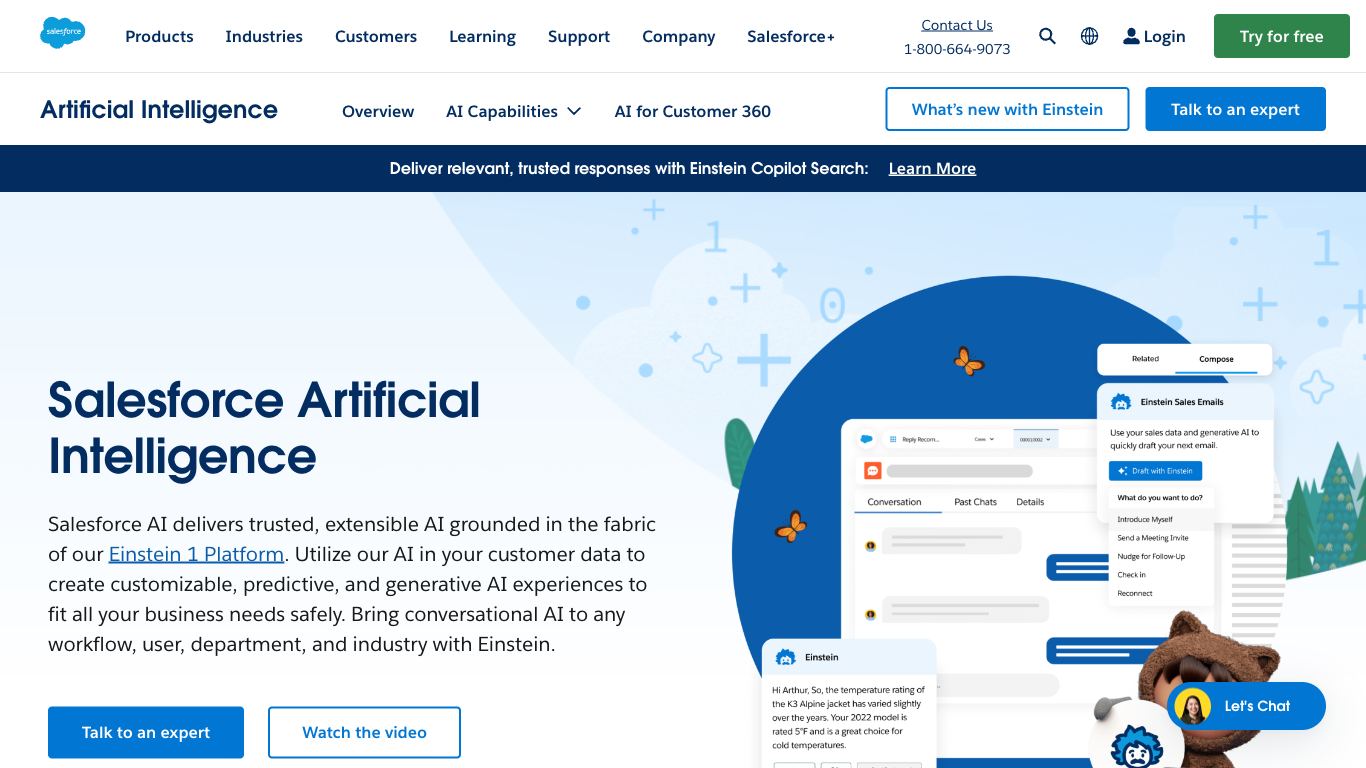 salesforce
Products
Industries
Customers
Learning
Support
Company
Salesforce+
Contact Us
1-800-664-9073
Login
Try for free
Artificial Intelligence
Overview
AI Capabilities
AI for Customer 360
What's new with Einstein
Talk to an expert
Deliver relevant, trusted responses with Einstein Copilot Search: Learn More
1
0
1
Salesforce Artificial
Intelligence
Salesforce AI delivers trusted, extensible AI grounded in the fabric
of our Einstein 1 Platform. Utilize our AI in your customer data to
create customizable, predictive, and generative AI experiences to
fit all your business needs safely. Bring conversational AI to any
workflow, user, department, and industry with Einstein.
Talk to an expert
Watch the video
Related
Compose
Einstein Sales Emails
Use your sales data and generative AI to
quickly draft your next email.
Draft with Einstein
What do you want to do?
Introduce Myself
Send a Meeting Invite
Nudge for Follow-Up
Check in
Reconnect
Reply Recom...
Cases
Conversation
Past Chats
Details
Einstein
Hi Arthur, So, the temperature rating of
the K3 Alpine jacket has varied slightly
over the years. Your 2022 model is
rated 5°F and is a great choice for
cold temperatures.
Let's Chat